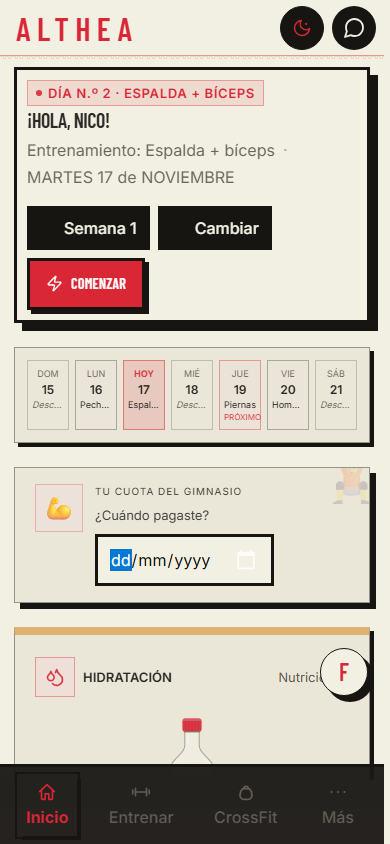 ALTHEA
DÍA N.º 2 · ESPALDA + BÍCEPS
¡HOLA, NICO!
Entrenamiento: Espalda + bíceps ·
MARTES 17 de NOVIEMBRE
Semana 1
Cambiar
COMENZAR
DOM LUN HOY MIÉ JUE VIE SÁB
15 16 17 18 19 20 21
Desc... Pech... Espal... Desc... Piernas Hom... Desc...
PRÓXIMO
TU CUOTA DEL GIMNASIO
¿Cuándo pagaste?
dd/mm/yyyy
HIDRATACIÓN
F
Inicio Entrenar CrossFit Más